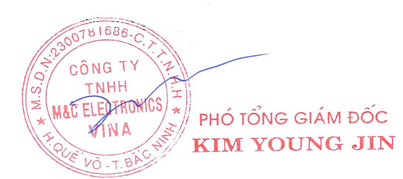 M.S.D.N:2300781686-C.T.T.N.H.H
CÔNG TY
TNHH
M&C ELECTRONICS
VINA
H.QUẾ VÕ-T.BẮC NINH
PHÓ TỔNG GIÁM ĐỐC
KIM YOUNG JIN